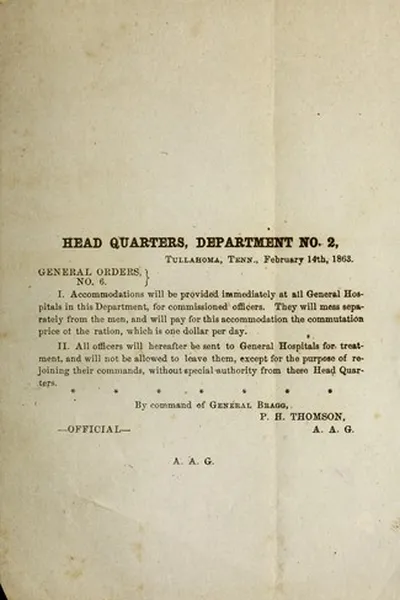 HEAD QUARTERS, DEPARTMENT NO. 2,
TULLAHOMA, TENN., February 14th, 1863.
GENERAL ORDERS, }
NO. 6. }
I. Accommodations will be provided immediately at all General Hos-
pitals in this Department, for commissioned officers. They will mess sepa-
rately from the men, and will pay for this accommodation the commutation
price of the ration, which is one dollar per day.
II. All officers will hereafter be sent to General Hospitals for treat-
ment, and will not be allowed to leave them, except for the purpose of re-
joining their commands, without special authority from these Head Quar-
ters.
* * * * * *
By command of GENERAL BRAGG,
P. H. THOMSON,
—OFFICIAL— A. A. G.
A. A. G.